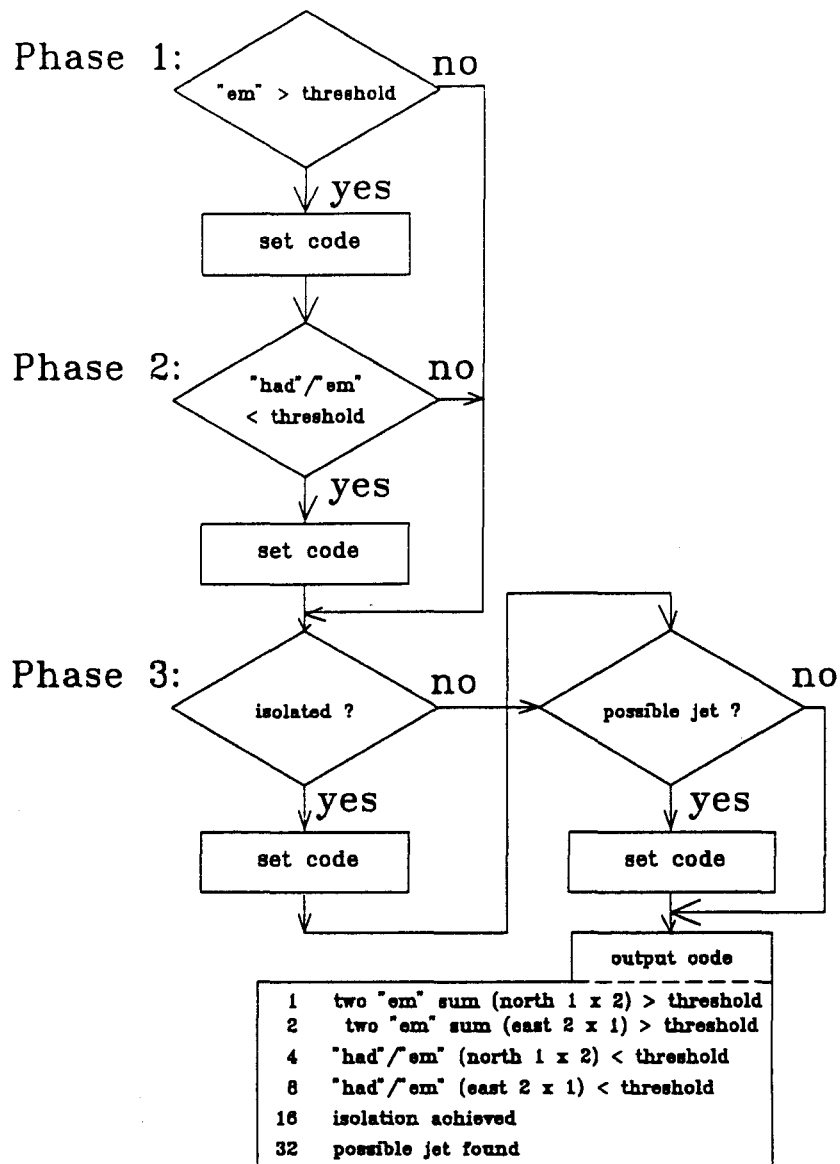 Phase 1:
"em" > threshold
no
yes
set code
Phase 2:
"had"/"em"
< threshold
no
yes
set code
Phase 3:
isolated ?
no
possible jet ?
no
yes
set code
yes
set code
output code
1 two "em" sum (north 1 x 2) > threshold
2 two "em" sum (east 2 x 1) > threshold
4 "had"/"em" (north 1 x 2) < threshold
8 "had"/"em" (east 2 x 1) < threshold
16 isolation achieved
32 possible jet found